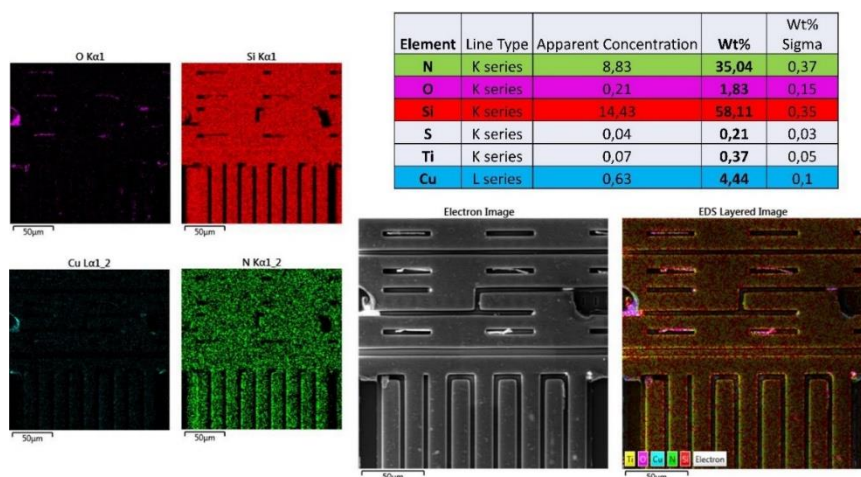 O Kα1
Si Kα1
50µm
50µm
Cu Lα1_2
N Kα1_2
50µm
50µm
Element Line Type Apparent Concentration Wt% Wt% Sigma
N K series 8,83 35,04 0,37
O K series 0,21 1,83 0,15
Si K series 14,43 58,11 0,35
S K series 0,04 0,21 0,03
Ti K series 0,07 0,37 0,05
Cu L series 0,63 4,44 0,1
Electron Image
EDS Layered Image
50µm
Ti O Cu N Si Electron
50µm